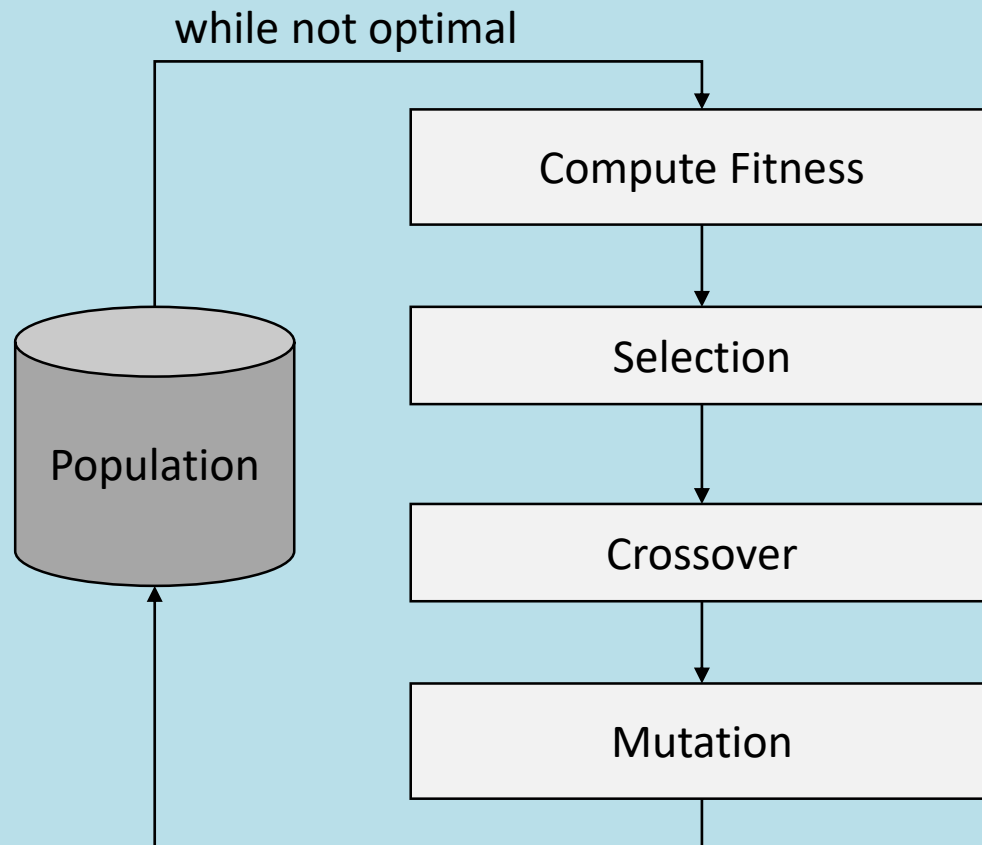 while not optimal
Compute Fitness
Selection
Population
Crossover
Mutation